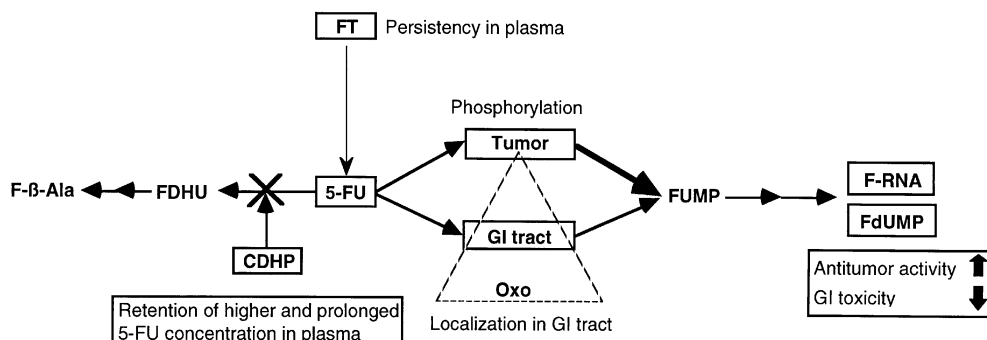 FT Persistency in plasma
Phosphorylation
Tumor
F-ß-Ala FDHU 5-FU FUMP F-RNA
FdUMP
GI tract
CDHP
Oxo
Antitumor activity
GI toxicity
Retention of higher and prolonged
5-FU concentration in plasma
Localization in GI tract